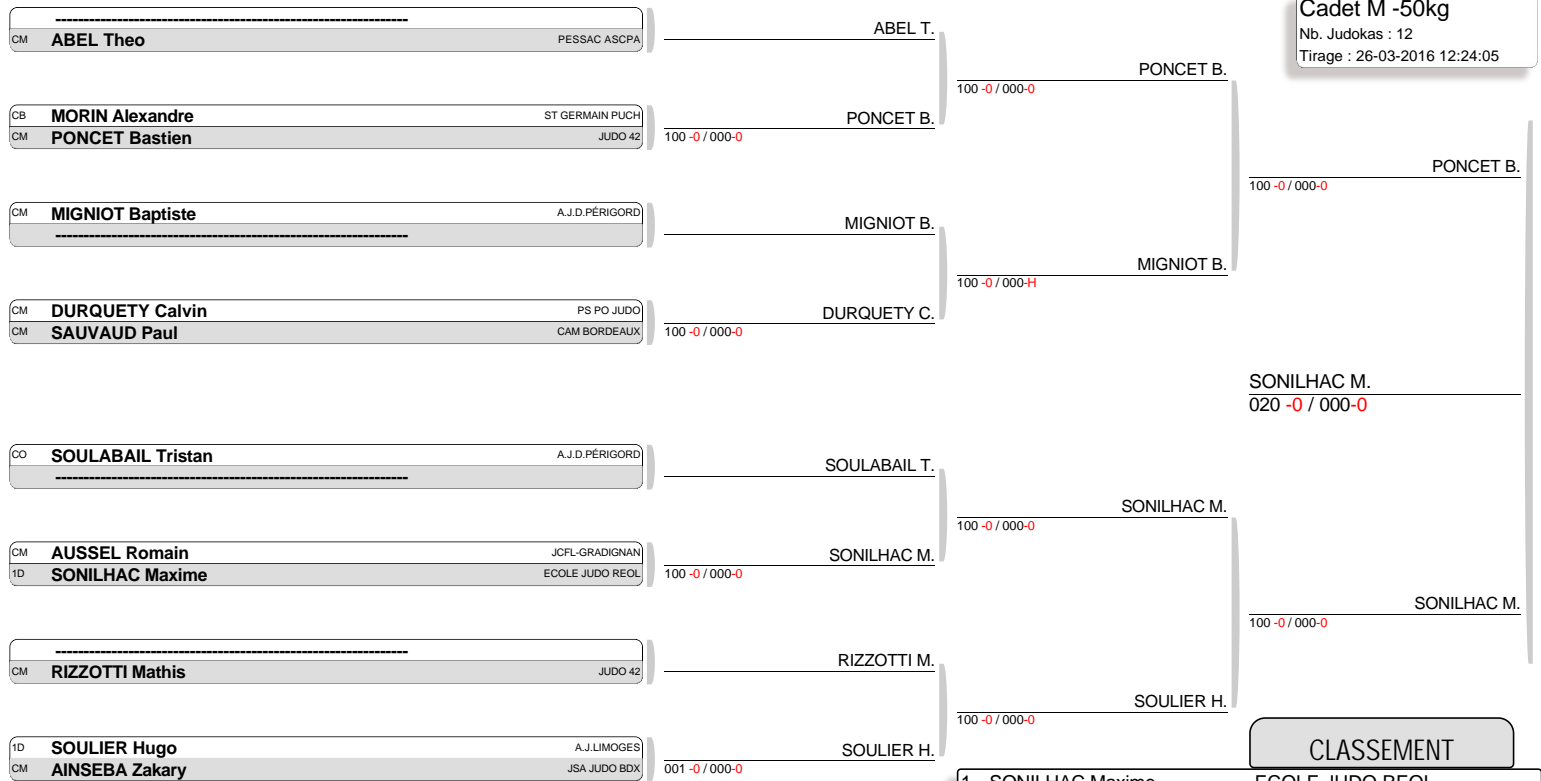 Cadet M -50kg
Nb. Judokas : 12
Tirage : 26-03-2016 12:24:05
----------------------------------------------------------------
CM ABEL Theo PESSAC ASCPA
ABEL T.
PONCET B.
100 -0 / 000-0
CB MORIN Alexandre ST GERMAIN PUCH
CM PONCET Bastien JUDO 42
PONCET B.
100 -0 / 000-0
PONCET B.
100 -0 / 000-0
CM MIGNIOT Baptiste A.J.D.PÉRIGORD
----------------------------------------------------------------
MIGNIOT B.
MIGNIOT B.
100 -0 / 000-H
CM DURQUETY Calvin PS PO JUDO
CM SAUVAUD Paul CAM BORDEAUX
DURQUETY C.
100 -0 / 000-0
SONILHAC M.
020 -0 / 000-0
CO SOULABAIL Tristan A.J.D.PÉRIGORD
----------------------------------------------------------------
SOULABAIL T.
SONILHAC M.
100 -0 / 000-0
CM AUSSEL Romain JCFL-GRADIGNAN
1D SONILHAC Maxime ECOLE JUDO REOL
SONILHAC M.
100 -0 / 000-0
SONILHAC M.
100 -0 / 000-0
----------------------------------------------------------------
CM RIZZOTTI Mathis JUDO 42
RIZZOTTI M.
SOULIER H.
100 -0 / 000-0
1D SOULIER Hugo A.J.LIMOGES
CM AINSEBA Zakary JSA JUDO BDX
SOULIER H.
001 -0 / 000-0
CLASSEMENT
1 SONILHAC Maxime ECOLE JUDO REOL